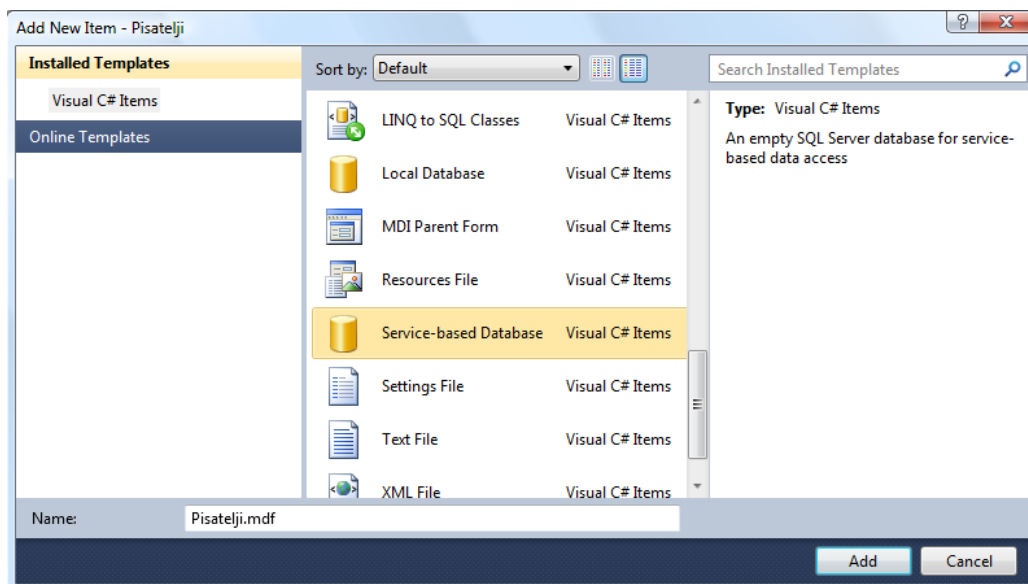 Add New Item - Pisatelji
Installed Templates
Visual C# Items
Online Templates
Sort by: Default
Search Installed Templates
LINQ to SQL Classes Visual C# Items
Local Database Visual C# Items
MDI Parent Form Visual C# Items
Resources File Visual C# Items
Service-based Database Visual C# Items
Settings File Visual C# Items
Text File Visual C# Items
XML File Visual C# Items
Type: Visual C# Items
An empty SQL Server database for service-
based data access
Name: Pisatelji.mdf
Add Cancel